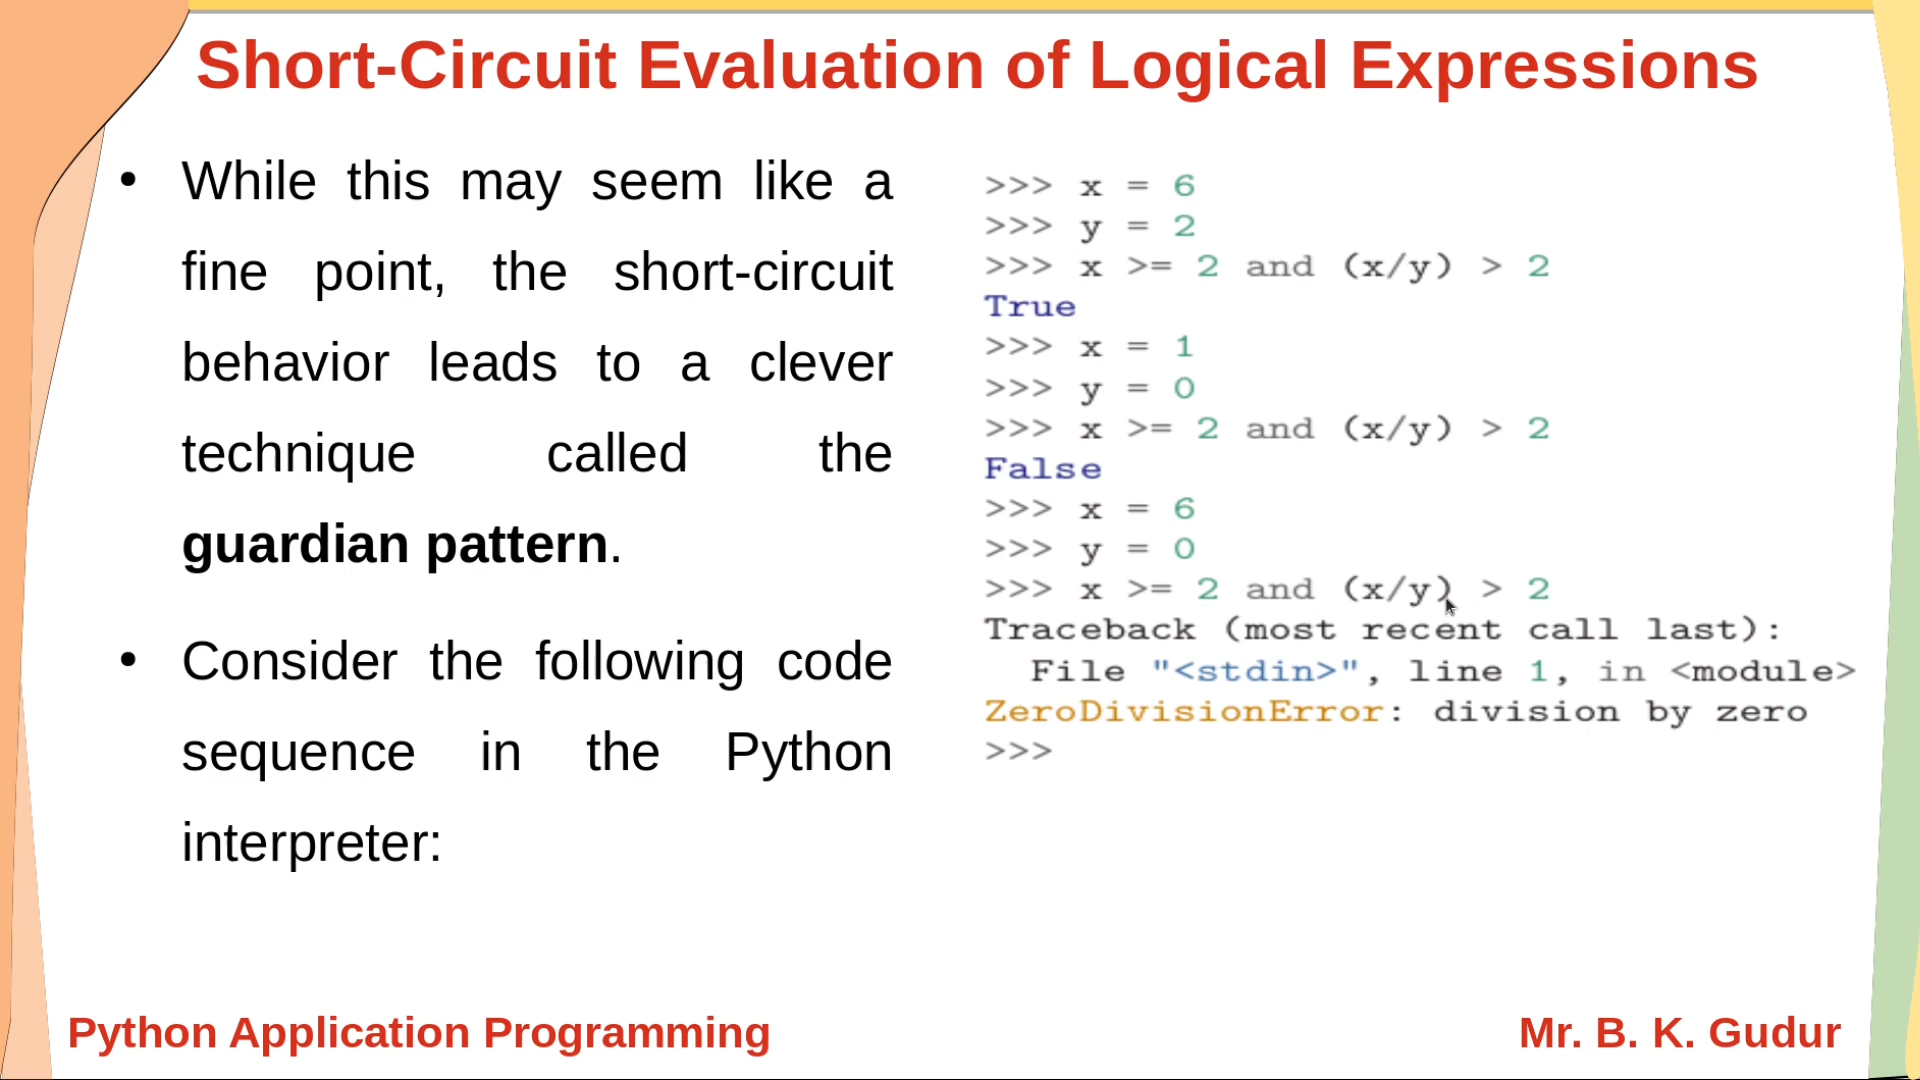 Short-Circuit Evaluation of Logical Expressions
• While this may seem like a
fine point, the short-circuit
behavior leads to a clever
technique called the
guardian pattern.
• Consider the following code
sequence in the Python
interpreter:
>>> x = 6
>>> y = 2
>>> x >= 2 and (x/y) > 2
True
>>> x = 1
>>> y = 0
>>> x >= 2 and (x/y) > 2
False
>>> x = 6
>>> y = 0
>>> x >= 2 and (x/y) > 2
Traceback (most recent call last):
  File "<stdin>", line 1, in <module>
ZeroDivisionError: division by zero
>>>
Python Application Programming
Mr. B. K. Gudur